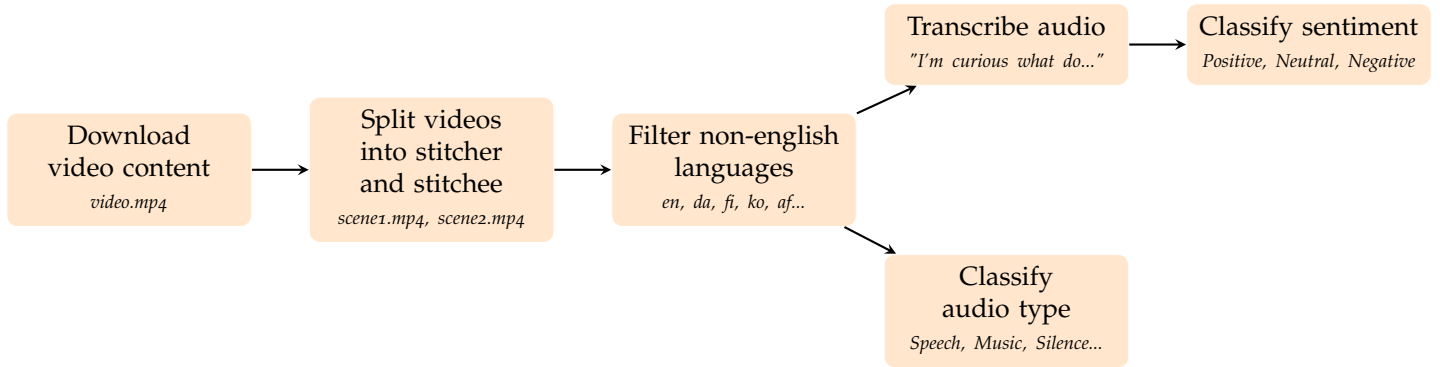 Download
video content
video.mp4
Split videos
into stitcher
and stitchee
scene1.mp4, scene2.mp4
Filter non-english
languages
en, da, fi, ko, af...
Transcribe audio
"I'm curious what do..."
Classify sentiment
Positive, Neutral, Negative
Classify
audio type
Speech, Music, Silence...